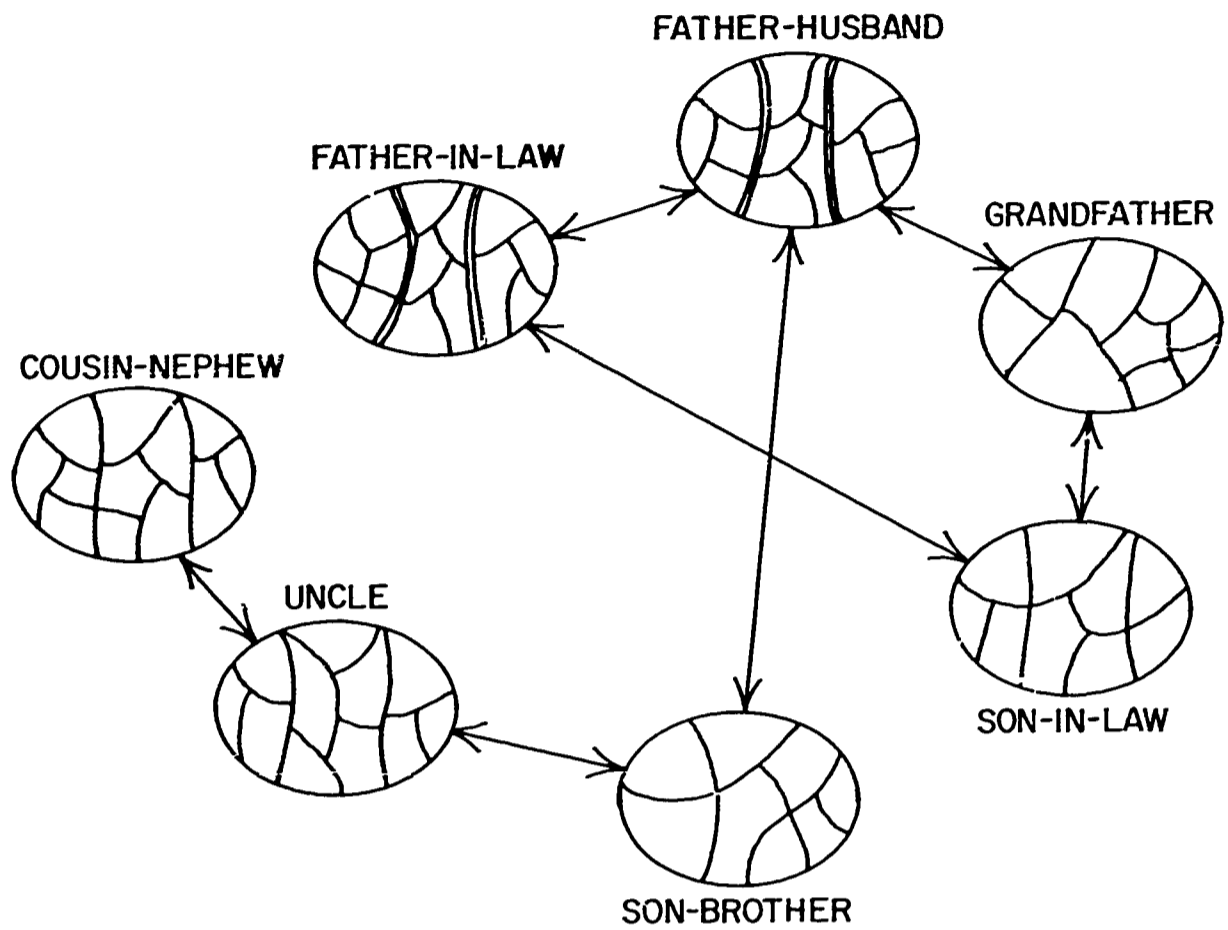 FATHER-HUSBAND
FATHER-IN-LAW
GRANDFATHER
COUSIN-NEPHEW
UNCLE
SON-IN-LAW
SON-BROTHER